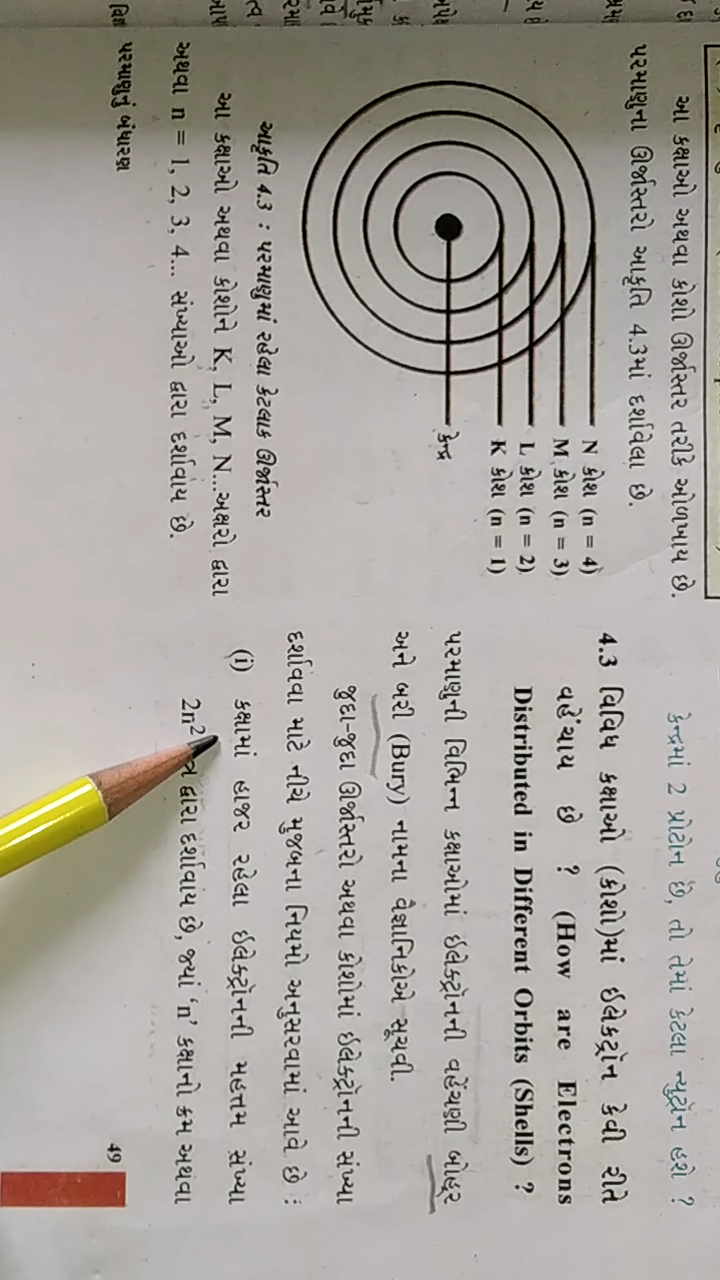 આ કક્ષાઓ અથવા કોશો ઊર્જાસ્તર તરીકે ઓળખાય છે.
પરમાણુના ઊર્જાસ્તરો આકૃતિ 4.3માં દર્શાવેલા છે.
N કોશ (n = 4)
M કોશ (n = 3)
L કોશ (n = 2)
K કોશ (n = 1)
કેન્દ્ર
આકૃતિ 4.3 : પરમાણુમાં રહેલા કેટલાક ઊર્જાસ્તર
આ કક્ષાઓ અથવા કોશોને K, L, M, N...અક્ષરો દ્વારા
અથવા n = 1, 2, 3, 4... સંખ્યાઓ દ્વારા દર્શાવાય છે.
પરમાણુનું બંધારણ
કેન્દ્રમાં 2 પ્રોટોન છે, તો તેમાં કેટલા ન્યુટ્રોન હશે ?
4.3 વિવિધ કક્ષાઓ (કોશો)માં ઇલેક્ટ્રોન કેવી રીતે
વહેંચાય છે ? (How are Electrons
Distributed in Different Orbits (Shells) ?
પરમાણુની વિભિન્ન કક્ષાઓમાં ઇલેક્ટ્રોનની વહેંચણી બોહ્‌ર
અને બરી (Bury) નામના વૈજ્ઞાનિકોએ સૂચવી.
જુદા-જુદા ઊર્જાસ્તરો અથવા કોશોમાં ઇલેક્ટ્રોનની સંખ્યા
દર્શાવવા માટે નીચે મુજબના નિયમો અનુસરવામાં આવે છે :
(i) કક્ષામાં હાજર રહેલા ઇલેક્ટ્રોનની મહત્તમ સંખ્યા
2n² દ્વારા દર્શાવાય છે, જ્યાં ‘n’ કક્ષાનો ક્રમ અથવા
49